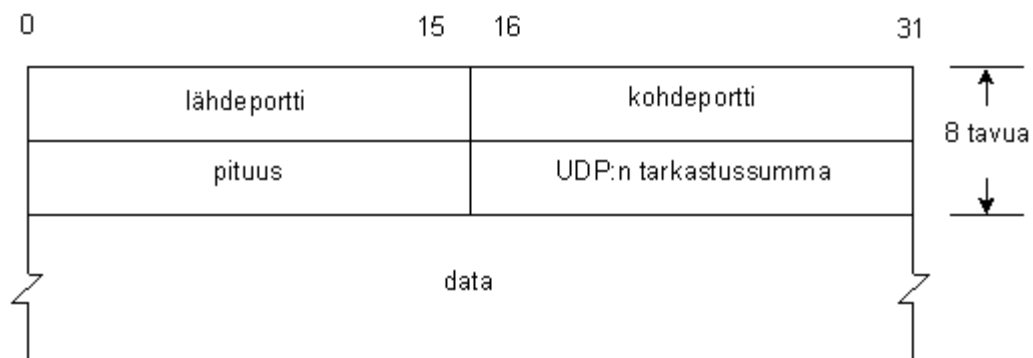 0 15 16 31
lähdeportti kohdeportti
8 tavua
pituus UDP:n tarkastussumma
data